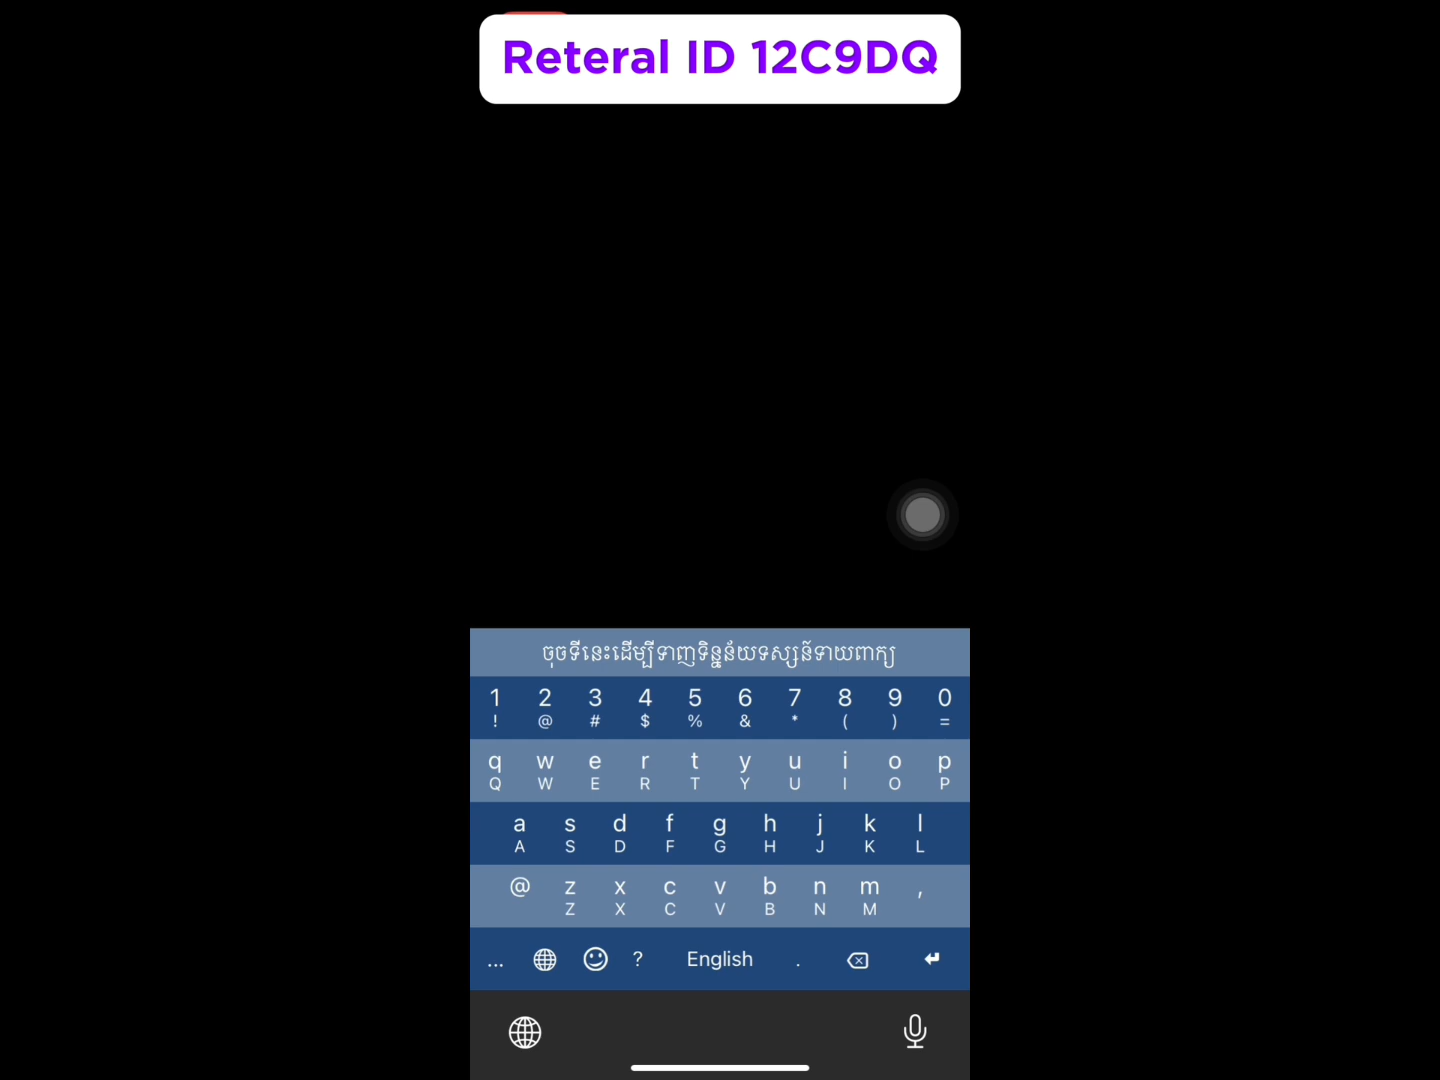 Reteral ID 12C9DQ
ចុចទីនេះដើម្បីទាញទិន្នន័យទស្សន៍ទាយពាក្យ
1 2 3 4 5 6 7 8 9 0
! @ # $ % & * ( ) =
q w e r t y u i o p
Q W E R T Y U I O P
a s d f g h j k l
A S D F G H J K L
@ z x c v b n m ,
Z X C V B N M
... ? English .